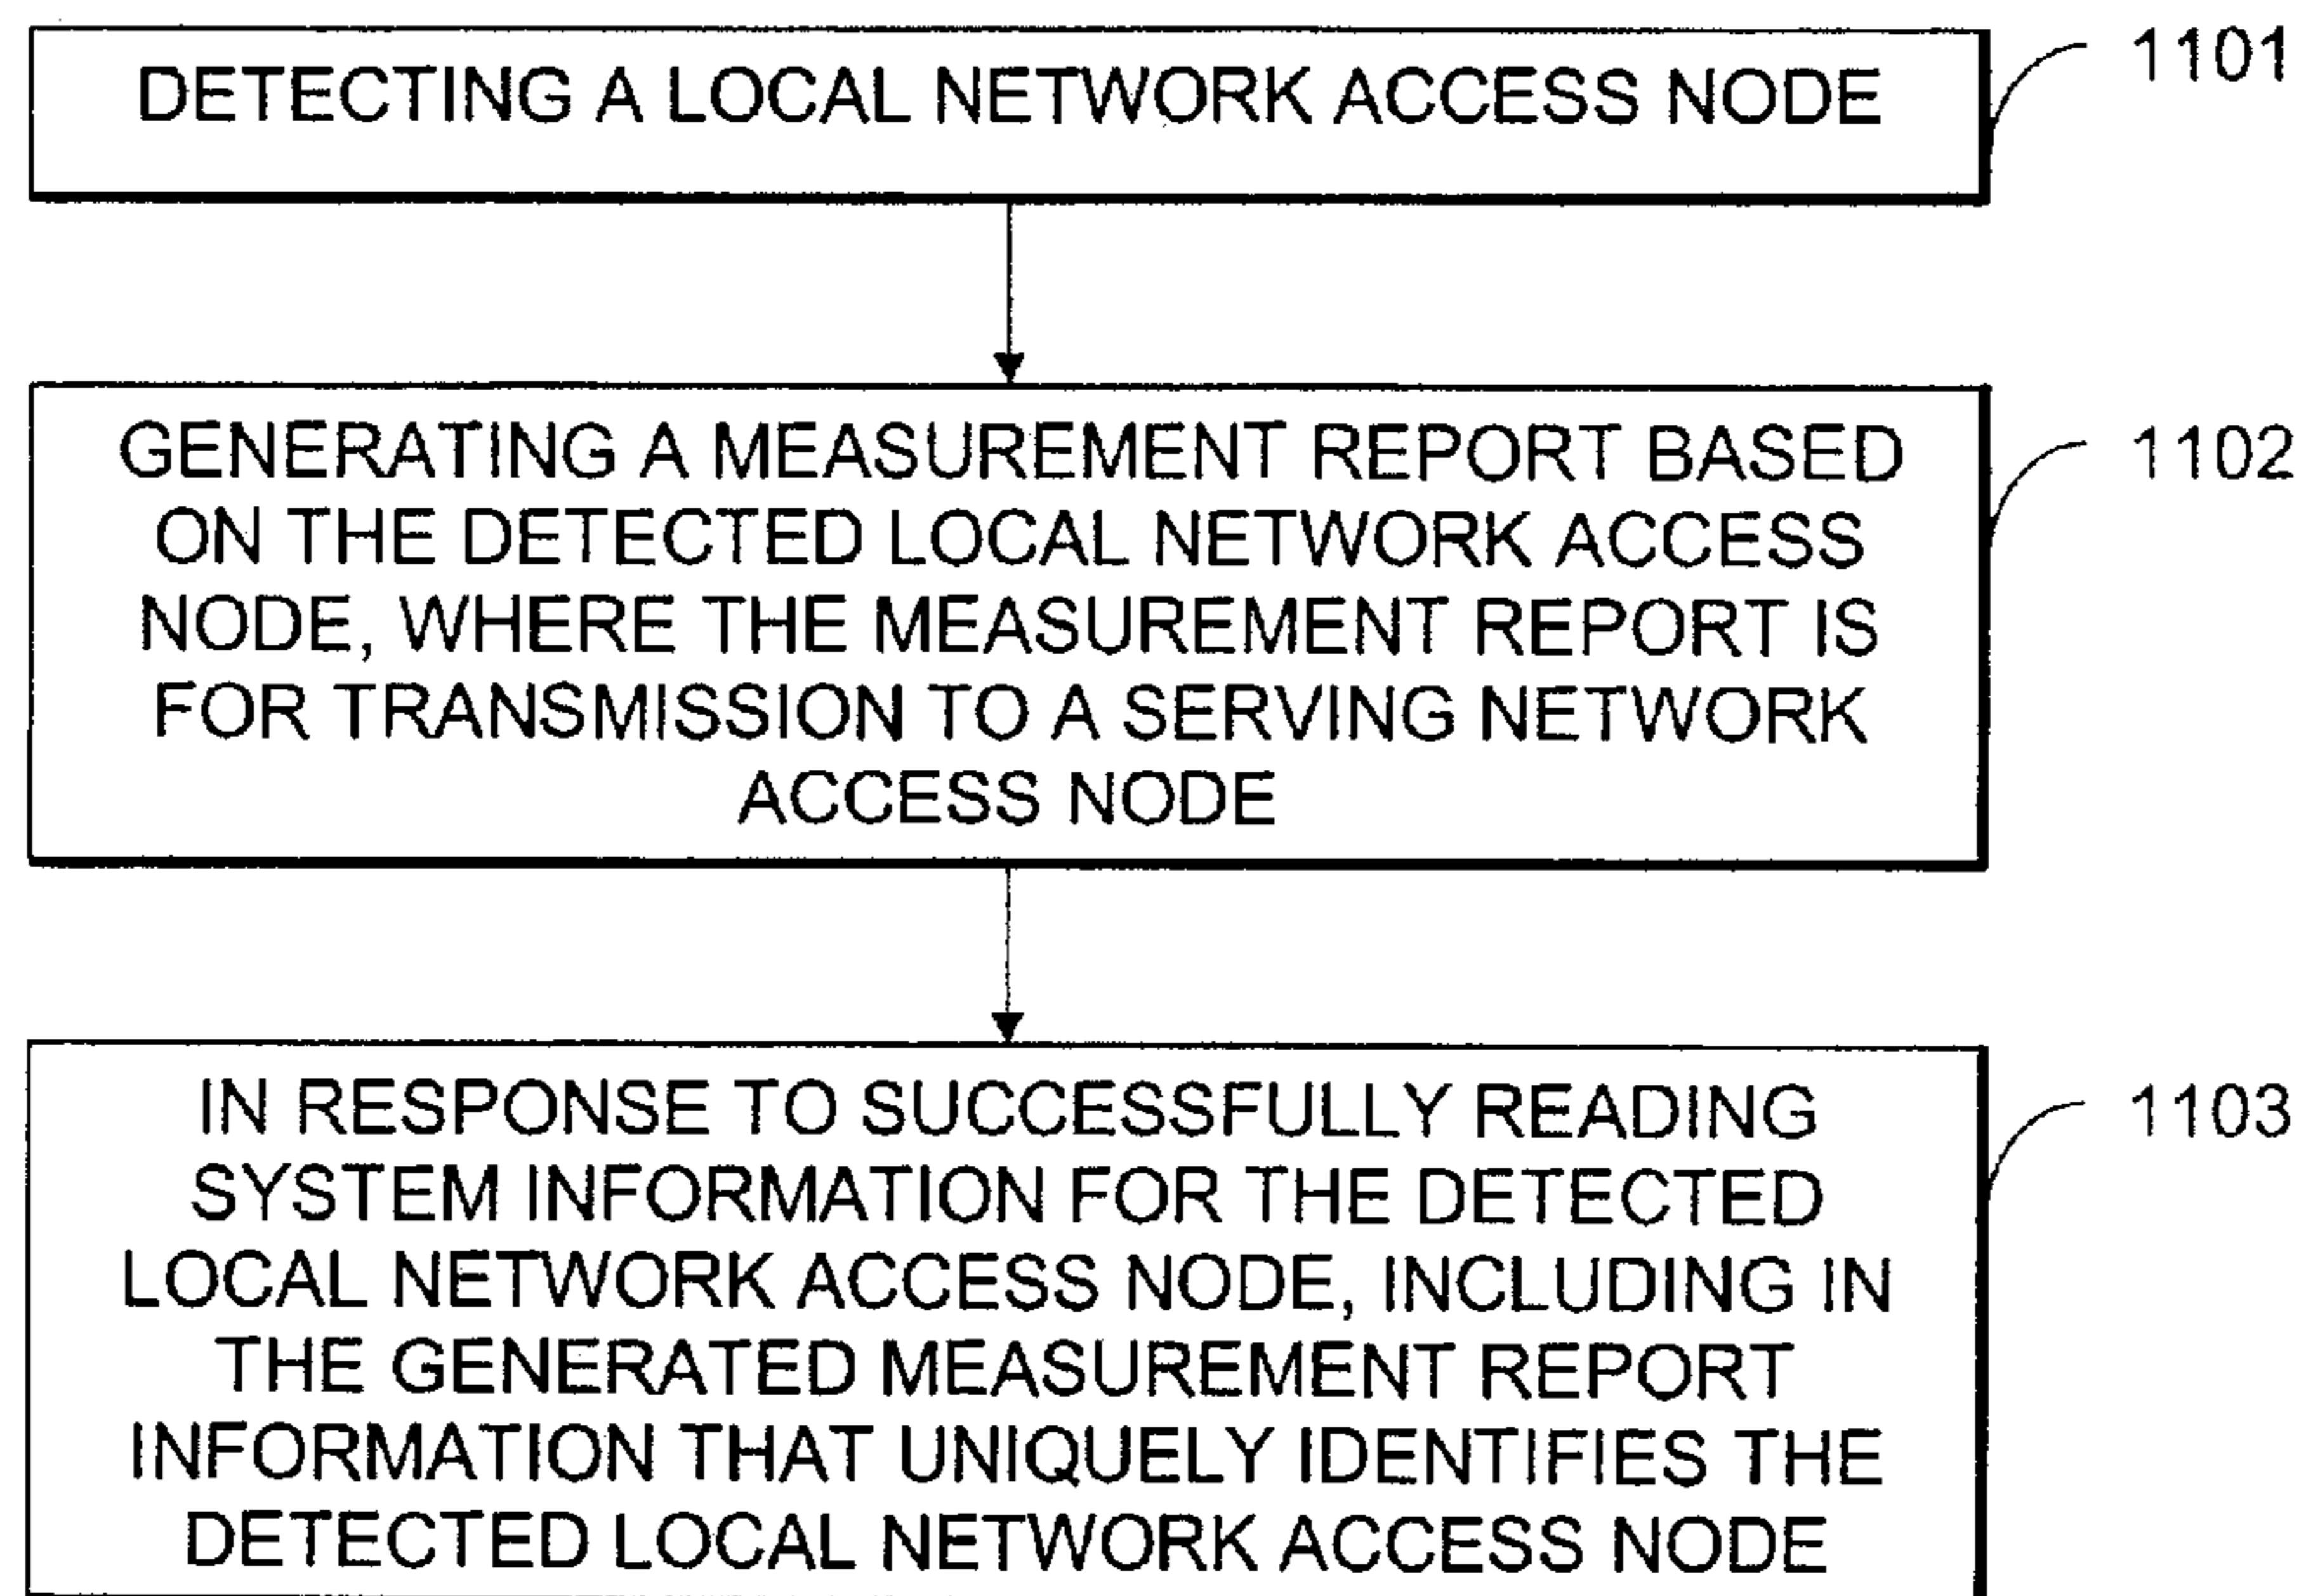 DETECTING A LOCAL NETWORK ACCESS NODE
1101
GENERATING A MEASUREMENT REPORT BASED
ON THE DETECTED LOCAL NETWORK ACCESS
NODE, WHERE THE MEASUREMENT REPORT IS
FOR TRANSMISSION TO A SERVING NETWORK
ACCESS NODE
1102
IN RESPONSE TO SUCCESSFULLY READING
SYSTEM INFORMATION FOR THE DETECTED
LOCAL NETWORK ACCESS NODE, INCLUDING IN
THE GENERATED MEASUREMENT REPORT
INFORMATION THAT UNIQUELY IDENTIFIES THE
DETECTED LOCAL NETWORK ACCESS NODE
1103